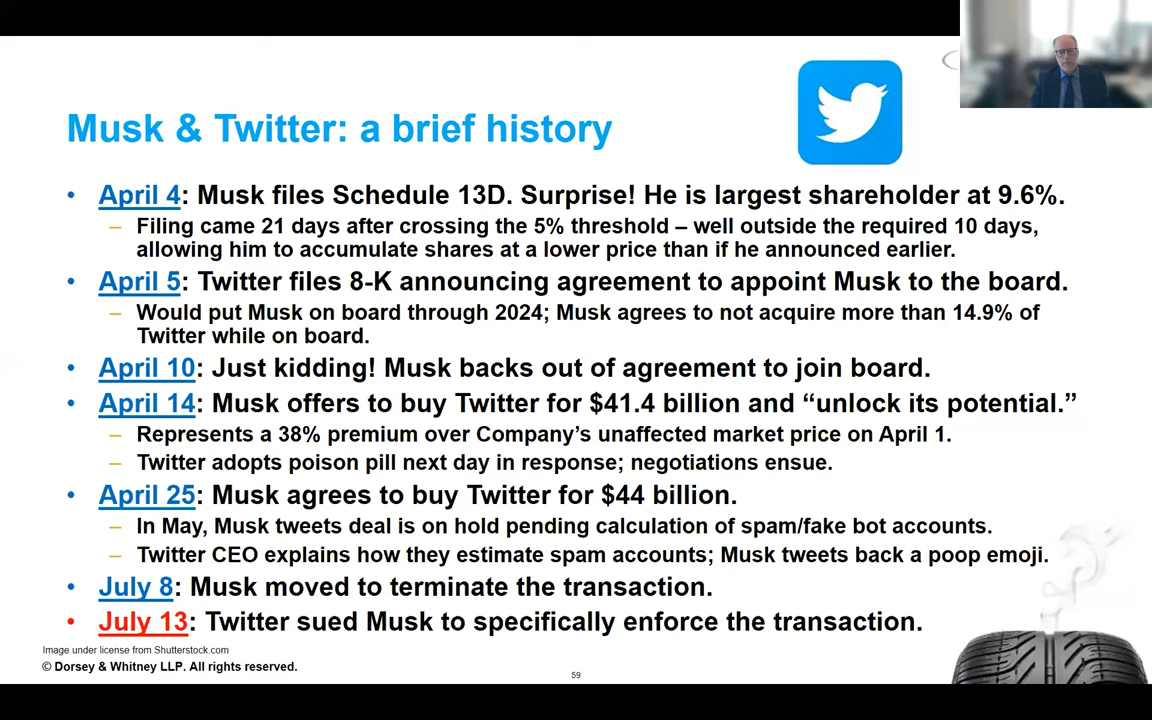 Musk & Twitter: a brief history
• April 4: Musk files Schedule 13D. Surprise! He is largest shareholder at 9.6%.
– Filing came 21 days after crossing the 5% threshold – well outside the required 10 days,
allowing him to accumulate shares at a lower price than if he announced earlier.
• April 5: Twitter files 8-K announcing agreement to appoint Musk to the board.
– Would put Musk on board through 2024; Musk agrees to not acquire more than 14.9% of
Twitter while on board.
• April 10: Just kidding! Musk backs out of agreement to join board.
• April 14: Musk offers to buy Twitter for $41.4 billion and “unlock its potential.”
– Represents a 38% premium over Company’s unaffected market price on April 1.
– Twitter adopts poison pill next day in response; negotiations ensue.
• April 25: Musk agrees to buy Twitter for $44 billion.
– In May, Musk tweets deal is on hold pending calculation of spam/fake bot accounts.
– Twitter CEO explains how they estimate spam accounts; Musk tweets back a poop emoji.
• July 8: Musk moved to terminate the transaction.
• July 13: Twitter sued Musk to specifically enforce the transaction.
Image under license from Shutterstock.com
© Dorsey & Whitney LLP. All rights reserved.
59